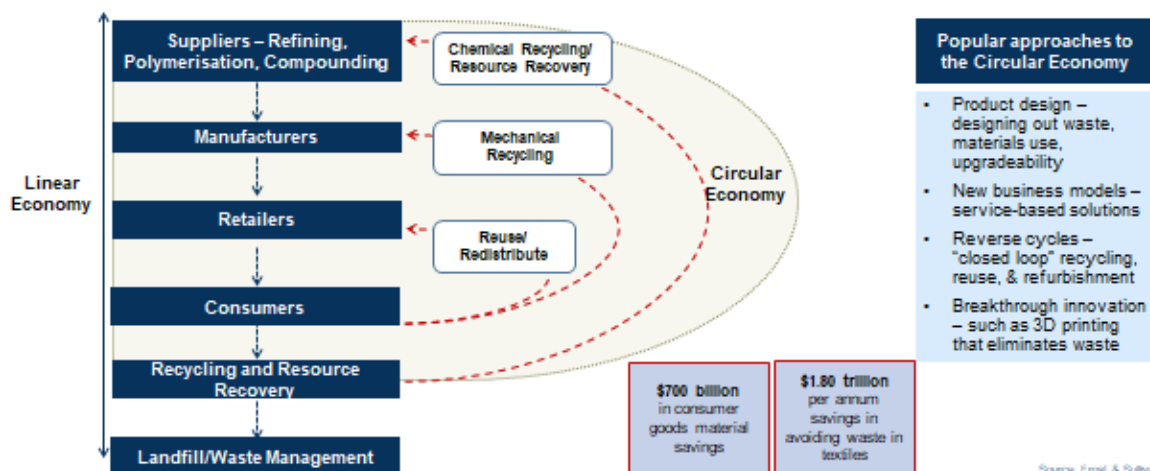 Suppliers – Refining,
Polymerisation, Compounding
Chemical Recycling/
Resource Recovery
Manufacturers
Mechanical
Recycling
Linear
Economy
Circular
Economy
Retailers
Reuse/
Redistribute
Consumers
Recycling and Resource
Recovery
Landfill/Waste Management
$700 billion
in consumer
goods material
savings
$1.80 trillion
per annum
savings in
avoiding waste in
textiles
Popular approaches to
the Circular Economy
• Product design –
designing out waste,
materials use,
upgradeability
• New business models –
service-based solutions
• Reverse cycles –
"closed loop" recycling,
reuse, & refurbishment
• Breakthrough innovation
– such as 3D printing
that eliminates waste
Source: